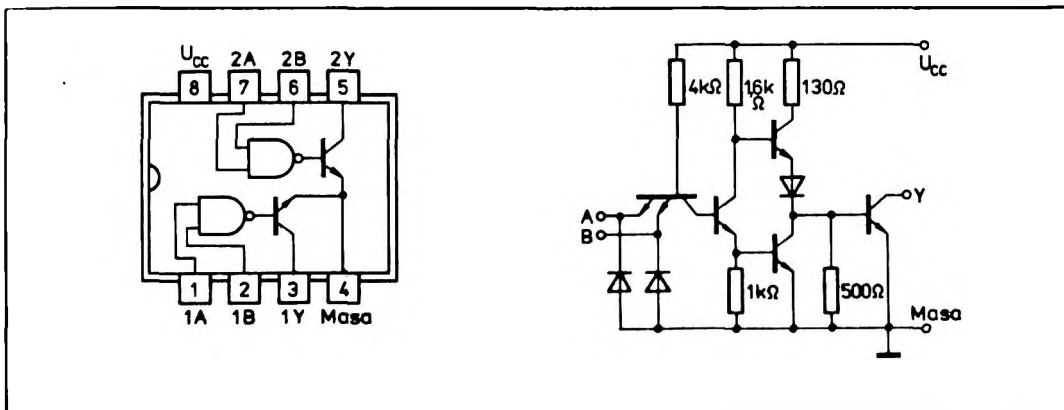 UCC 2A 2B 2Y
8 7 6 5
1 2 3 4
1A 1B 1Y Masa
UCC
4kΩ 1,6k 130Ω
Ω
Y
A
B
1kΩ 500Ω
Masa